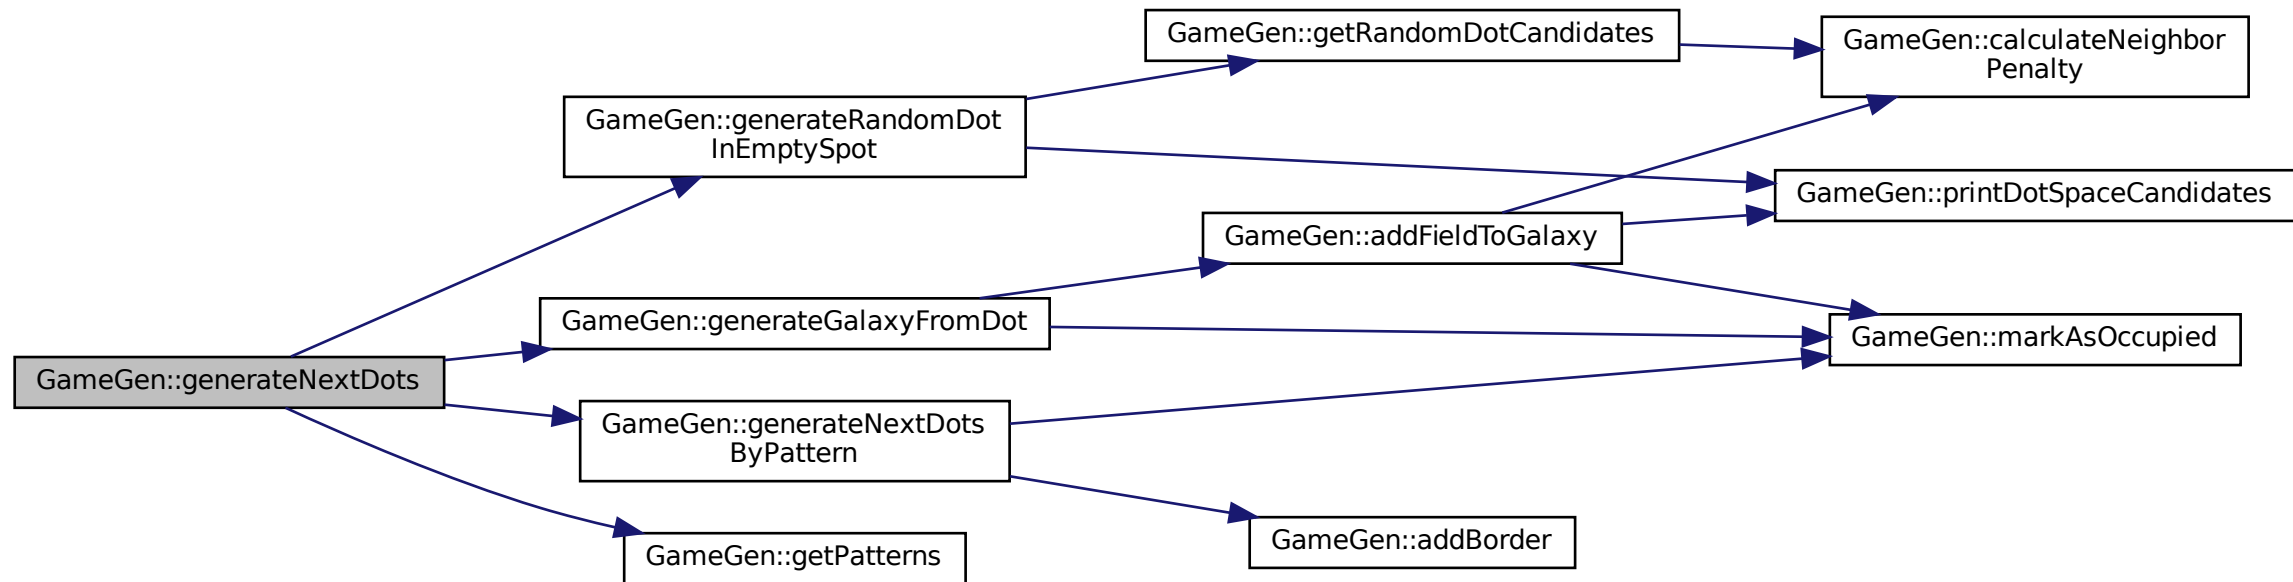 GameGen::generateNextDots
GameGen::generateRandomDot
InEmptySpot
GameGen::generateGalaxyFromDot
GameGen::generateNextDots
ByPattern
GameGen::getPatterns
GameGen::getRandomDotCandidates
GameGen::addFieldToGalaxy
GameGen::addBorder
GameGen::calculateNeighbor
Penalty
GameGen::printDotSpaceCandidates
GameGen::markAsOccupied